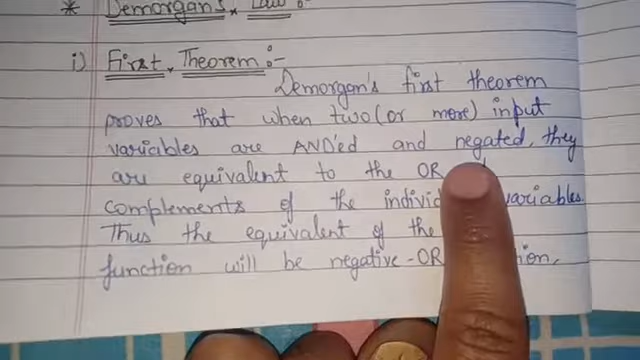 * Demorgan's Law :-
i) First Theorem :-
Demorgan's first theorem
proves that when two (or more) input
variables are AND'ed and negated, they
are equivalent to the OR
complements of the variables.
Thus the equivalent of the
function will be negative-OR